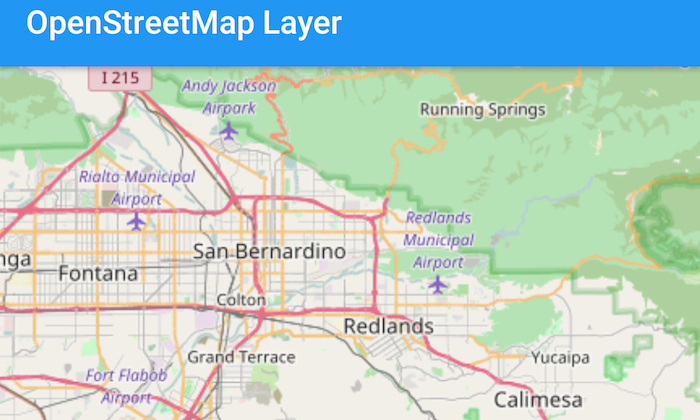 OpenStreetMap Layer
I 215
Andy Jackson
Airpark
Running Springs
Rialto Municipal
Airport
Redlands
Municipal
Airport
San Bernardino
nga
Fontana
Colton
Redlands
Grand Terrace
Yucaipa
Fort Flabob
Airport
Calimesa